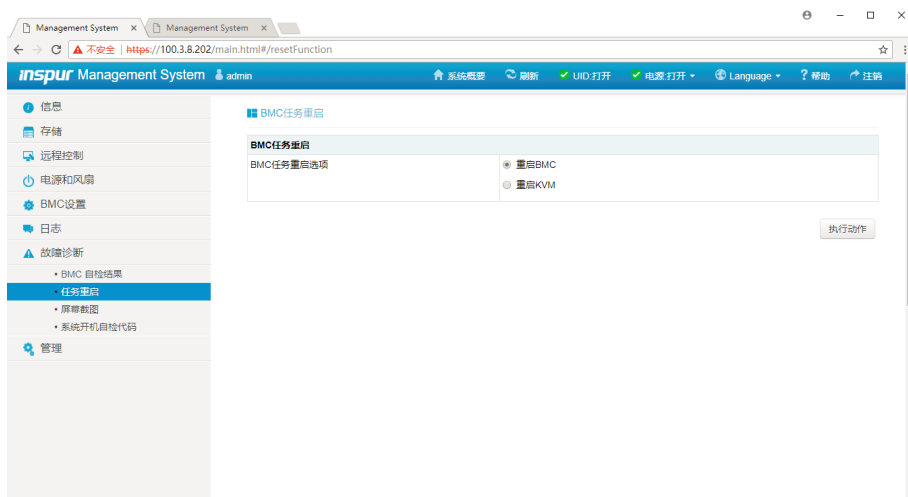 Management System
Management System
不安全 | https://100.3.8.202/main.html#/resetFunction
inspur Management System admin 系统概要 刷新 UID:打开 电源:打开 Language ? 帮助 注销
信息
存储
远程控制
电源和风扇
BMC设置
日志
故障诊断
• BMC 自检结果
• 任务重启
• 屏幕截图
• 系统开机自检代码
管理
BMC任务重启
BMC任务重启
BMC任务重启选项
重启BMC
重启KVM
执行动作